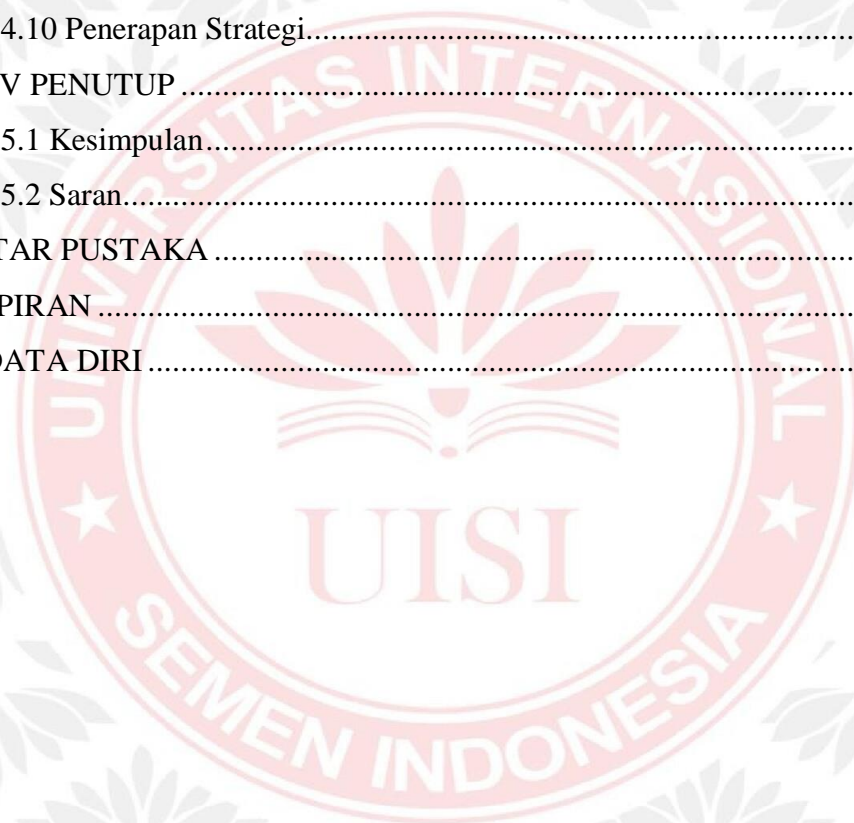 4.10 Penerapan Strategi........................................................................
V PENUTUP........................................................................
5.1 Kesimpulan........................................................................
5.2 Saran........................................................................
TAR PUSTAKA........................................................................
PIRAN........................................................................
DATA DIRI........................................................................
UNIVERSITAS INTERNASIONAL
UISI
SEMEN INDONESIA